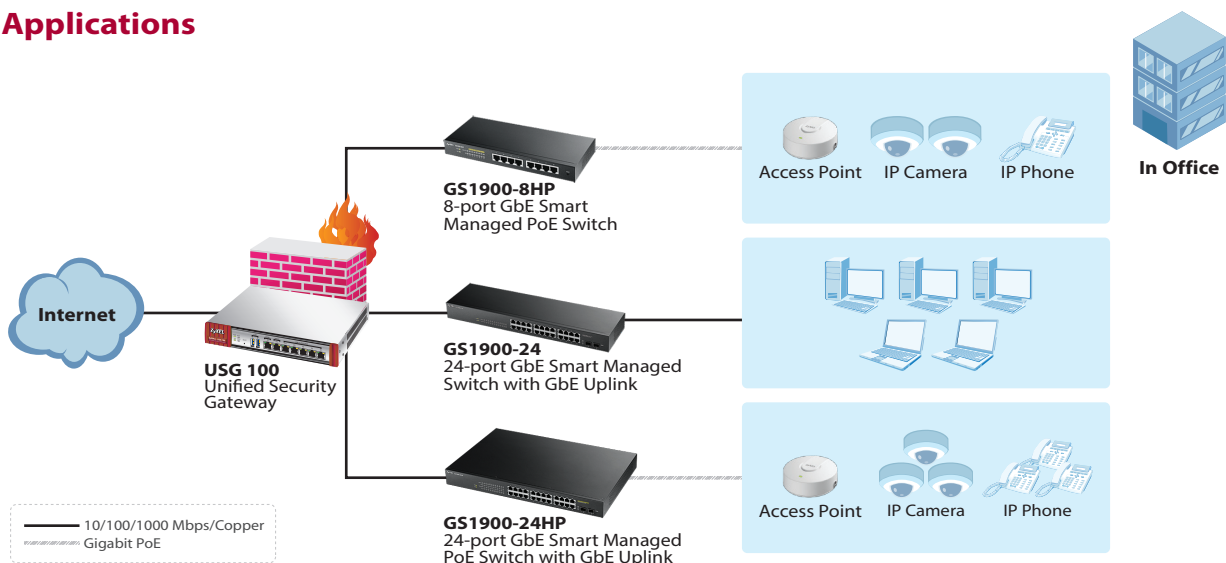 Applications
In Office
Access Point
IP Camera
IP Phone
GS1900-8HP
8-port GbE Smart
Managed PoE Switch
Internet
USG 100
Unified Security
Gateway
GS1900-24
24-port GbE Smart Managed
Switch with GbE Uplink
Access Point
IP Camera
IP Phone
GS1900-24HP
24-port GbE Smart Managed
PoE Switch with GbE Uplink
10/100/1000 Mbps/Copper
Gigabit PoE